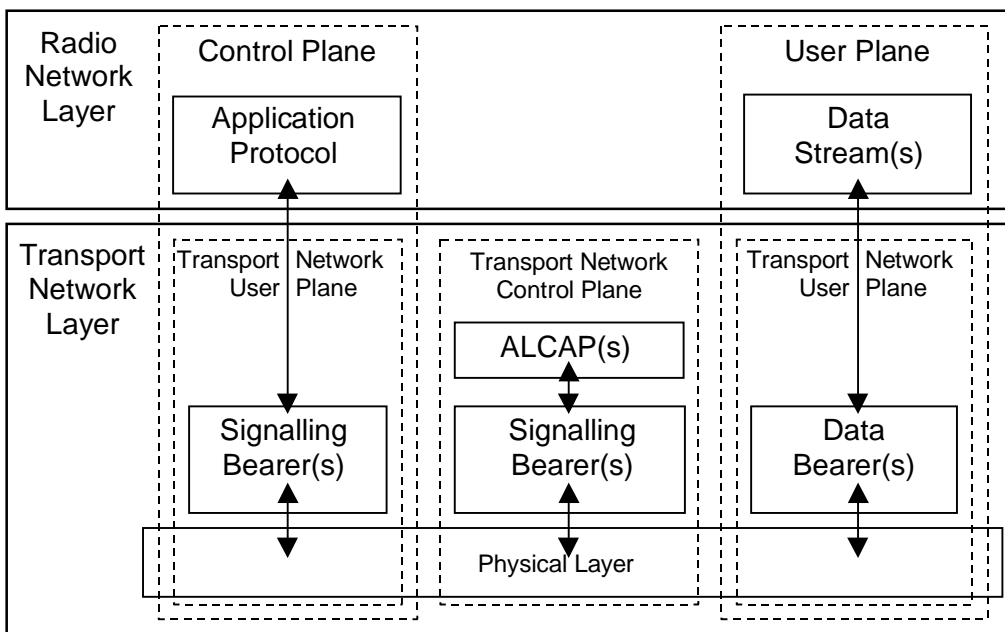 Radio
Network
Layer
Control Plane
User Plane
Application
Protocol
Data
Stream(s)
Transport
Network
Layer
Transport Network
User Plane
Transport Network
Control Plane
Transport Network
User Plane
ALCAP(s)
Signalling
Bearer(s)
Signalling
Bearer(s)
Data
Bearer(s)
Physical Layer